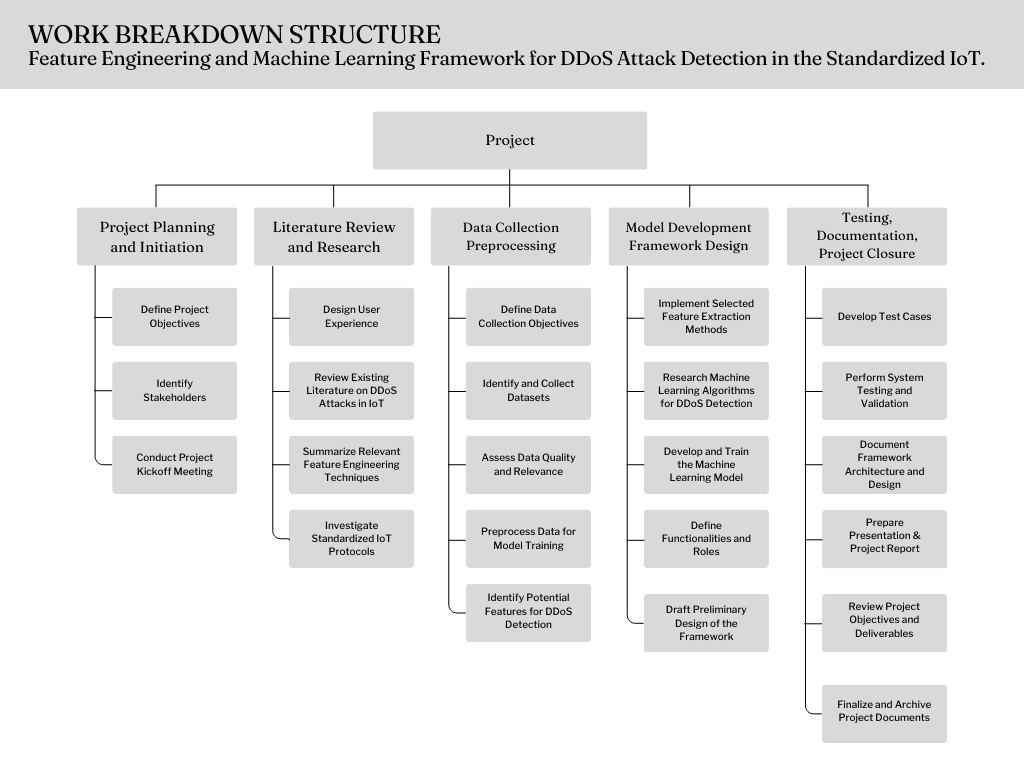 WORK BREAKDOWN STRUCTURE
Feature Engineering and Machine Learning Framework for DDoS Attack Detection in the Standardized IoT.
Project
Project Planning
and Initiation
Literature Review
and Research
Data Collection
Preprocessing
Model Development
Framework Design
Testing,
Documentation,
Project Closure
Define Project
Objectives
Identify
Stakeholders
Conduct Project
Kickoff Meeting
Design User
Experience
Review Existing
Literature on DDoS
Attacks in IoT
Summarize Relevant
Feature Engineering
Techniques
Investigate
Standardized IoT
Protocols
Define Data
Collection Objectives
Identify and Collect
Datasets
Assess Data Quality
and Relevance
Preprocess Data for
Model Training
Identify Potential
Features for DDoS
Detection
Implement Selected
Feature Extraction
Methods
Research Machine
Learning Algorithms
for DDoS Detection
Develop and Train
the Machine
Learning Model
Define
Functionalities and
Roles
Draft Preliminary
Design of the
Framework
Develop Test Cases
Perform System
Testing and
Validation
Document
Framework
Architecture and
Design
Prepare
Presentation &
Project Report
Review Project
Objectives and
Deliverables
Finalize and Archive
Project Documents